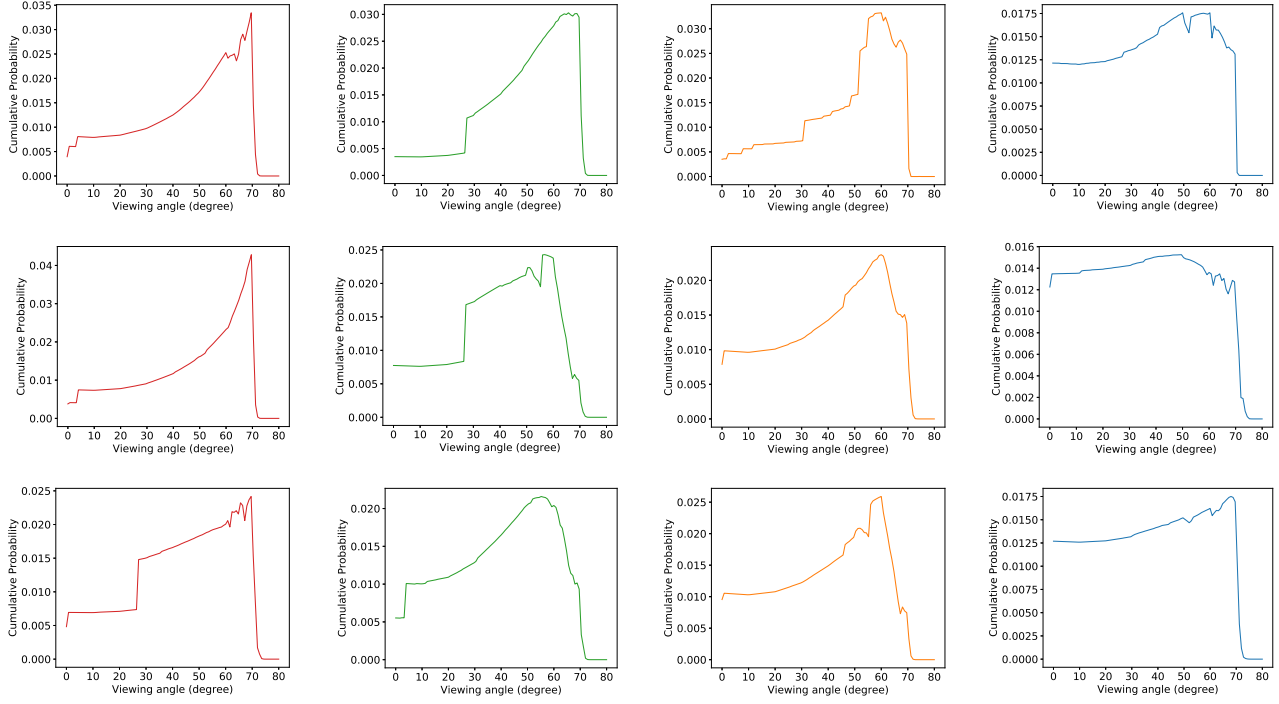 Cumulative Probability
0.035
0.030
0.025
0.020
0.015
0.010
0.005
0.000
0 10 20 30 40 50 60 70 80
Viewing angle (degree)
Cumulative Probability
0.030
0.025
0.020
0.015
0.010
0.005
0.000
0 10 20 30 40 50 60 70 80
Viewing angle (degree)
Cumulative Probability
0.030
0.025
0.020
0.015
0.010
0.005
0.000
0 10 20 30 40 50 60 70 80
Viewing angle (degree)
Cumulative Probability
0.0175
0.0150
0.0125
0.0100
0.0075
0.0050
0.0025
0.0000
0 10 20 30 40 50 60 70 80
Viewing angle (degree)
Cumulative Probability
0.04
0.03
0.02
0.01
0.00
0 10 20 30 40 50 60 70 80
Viewing angle (degree)
Cumulative Probability
0.025
0.020
0.015
0.010
0.005
0.000
0 10 20 30 40 50 60 70 80
Viewing angle (degree)
Cumulative Probability
0.020
0.015
0.010
0.005
0.000
0 10 20 30 40 50 60 70 80
Viewing angle (degree)
Cumulative Probability
0.016
0.014
0.012
0.010
0.008
0.006
0.004
0.002
0.000
0 10 20 30 40 50 60 70 80
Viewing angle (degree)
Cumulative Probability
0.025
0.020
0.015
0.010
0.005
0.000
0 10 20 30 40 50 60 70 80
Viewing angle (degree)
Cumulative Probability
0.020
0.015
0.010
0.005
0.000
0 10 20 30 40 50 60 70 80
Viewing angle (degree)
Cumulative Probability
0.025
0.020
0.015
0.010
0.005
0.000
0 10 20 30 40 50 60 70 80
Viewing angle (degree)
Cumulative Probability
0.0175
0.0150
0.0125
0.0100
0.0075
0.0050
0.0025
0.0000
0 10 20 30 40 50 60 70 80
Viewing angle (degree)